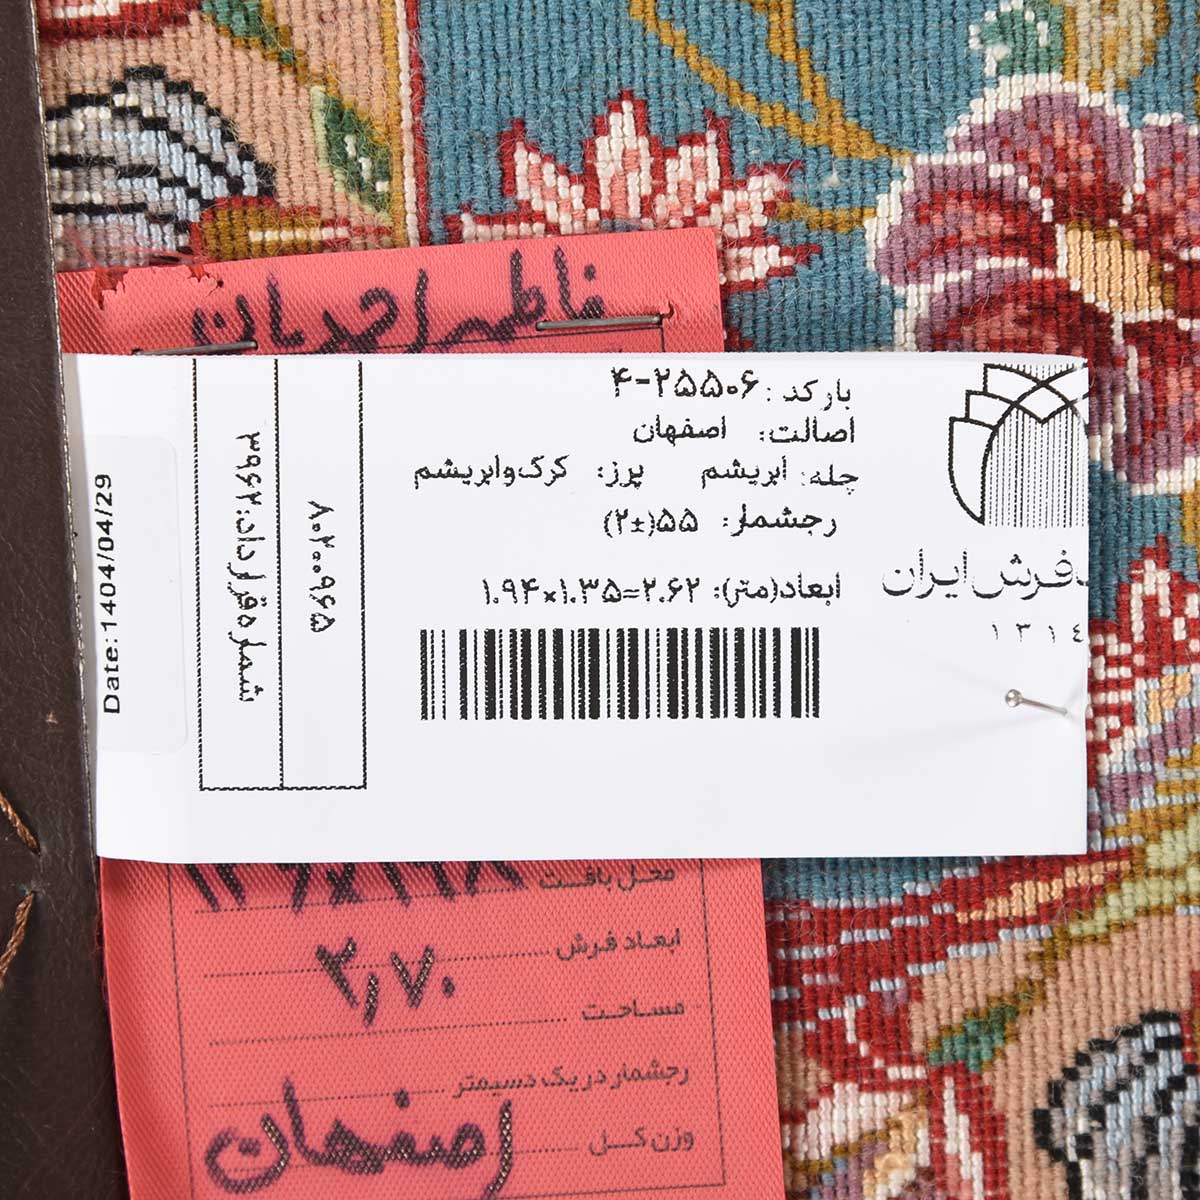 فاطمه احمدیان
بارکد: ۴-۲۵۵۰۶
اصالت: اصفهان
چله: ابریشم پرز: کرک‌وابریشم
رجشمار: ۵۵(±۲)
ابعاد(متر): ۱.۹۴×۱.۳۵=۲.۶۲
فرش ایران
۱۳۱٤
۸۰۲۰۰۹۶۵
شماره قرارداد: ۳۹۶۲
Date: 1404/04/29
محل بافت
ابعاد فرش
۲٫۷۰
مساحت
رجشمار در یک دسیمتر
وزن کل
اصفهان